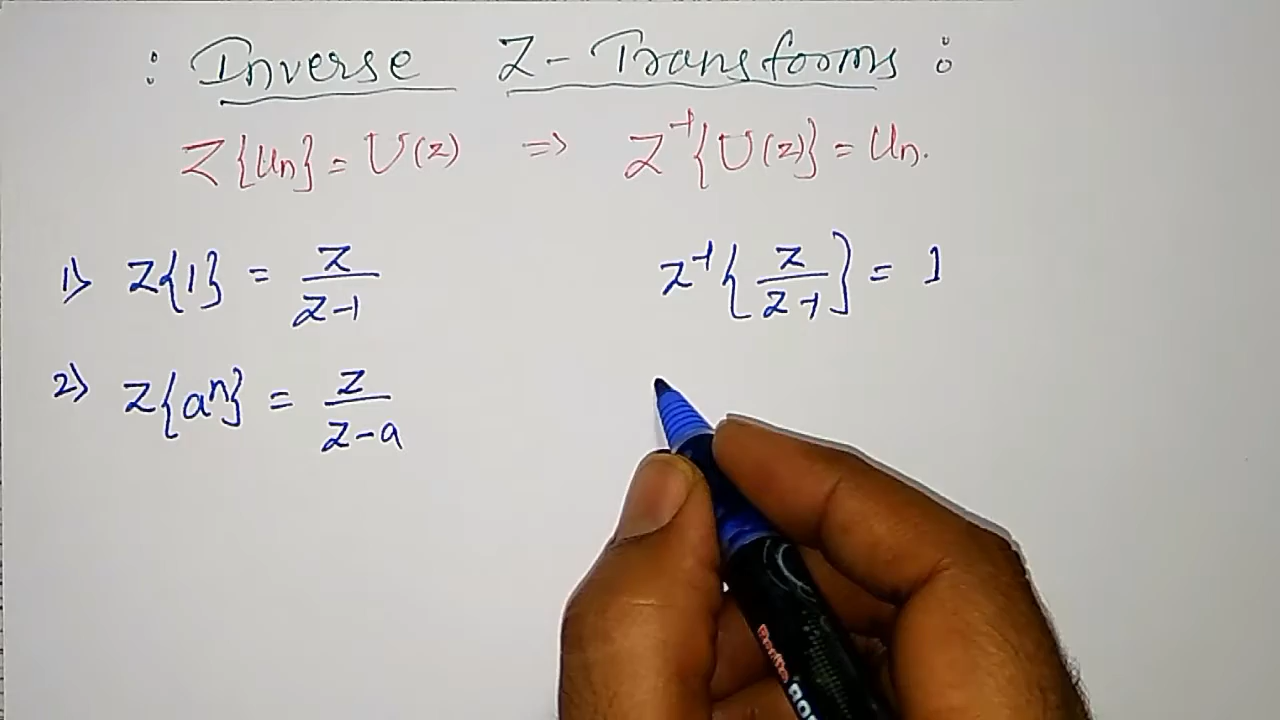 : Inverse Z-Transforms :
Z{Un} = U(z) => Z⁻¹{U(z)} = Un.
1) Z{1} = z/(z-1) Z⁻¹{z/(z-1)} = 1
2) Z{aⁿ} = z/(z-a)